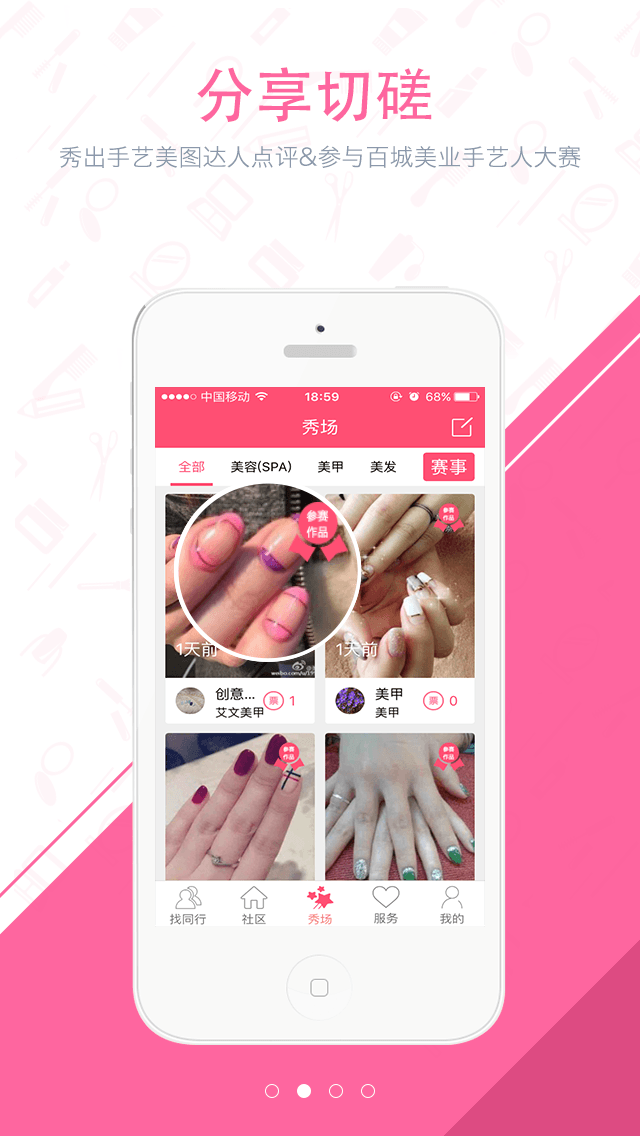 分享切磋
秀出手艺美图达人点评&参与百城美业手艺人大赛
中国移动 18:59 68%
秀场
全部 美容(SPA) 美甲 美发 赛事
参赛
作品
参赛
作品
1天前 1天前
创意... 票 1
艾文美甲
美甲 票 0
美甲
参赛
作品
参赛
作品
找同行 社区 秀场 服务 我的